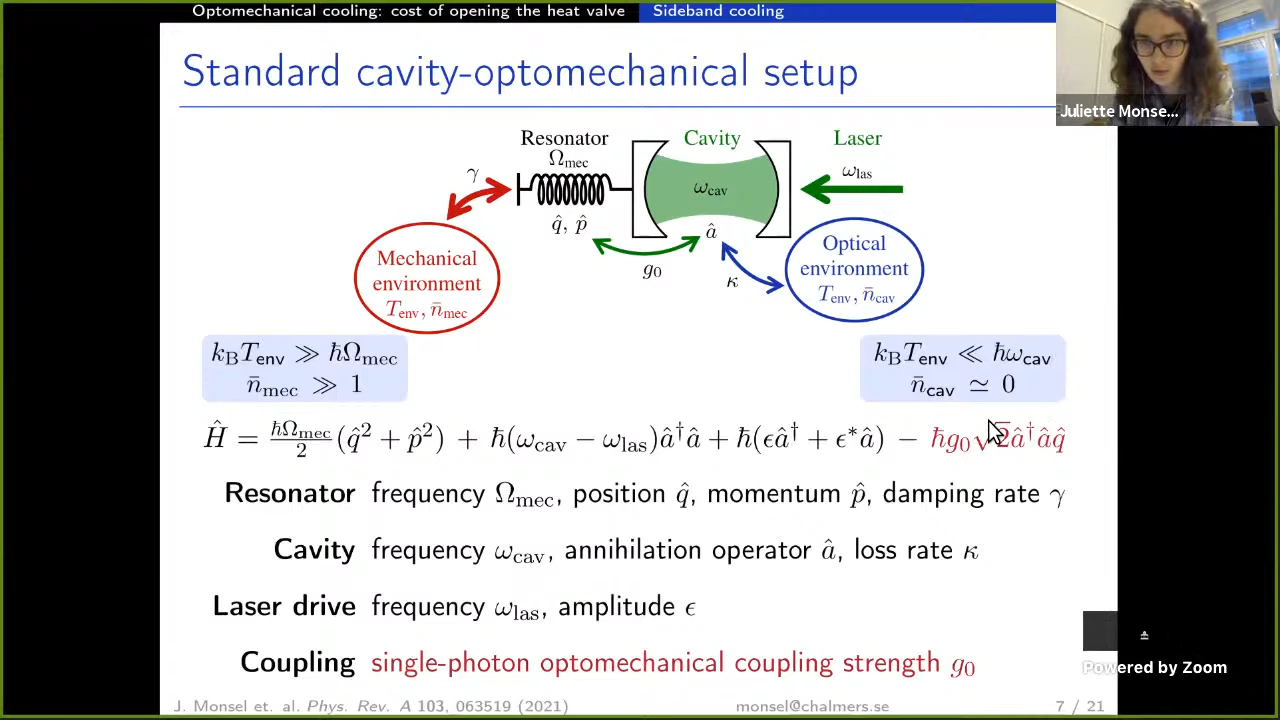 Optomechanical cooling: cost of opening the heat valve Sideband cooling
Standard cavity-optomechanical setup
Juliette Monse...
Resonator Cavity Laser
Ω_mec
γ
ω_cav
ω_las
q̂, p̂
â
g₀
κ
Mechanical
environment
T_env, n̄_mec
Optical
environment
T_env, n̄_cav
k_B T_env ≫ ħΩ_mec
n̄_mec ≫ 1
k_B T_env ≪ ħω_cav
n̄_cav ≃ 0
Ĥ = ħΩ_mec/2 (q̂² + p̂²) + ħ(ω_cav − ω_las)â†â + ħ(ϵâ† + ϵ*â) − ħg₀√2â†âq̂
Resonator frequency Ω_mec, position q̂, momentum p̂, damping rate γ
Cavity frequency ω_cav, annihilation operator â, loss rate κ
Laser drive frequency ω_las, amplitude ϵ
Coupling single-photon optomechanical coupling strength g₀
Powered by Zoom
J. Monsel et. al. Phys. Rev. A 103, 063519 (2021) monsel@chalmers.se 7 / 21